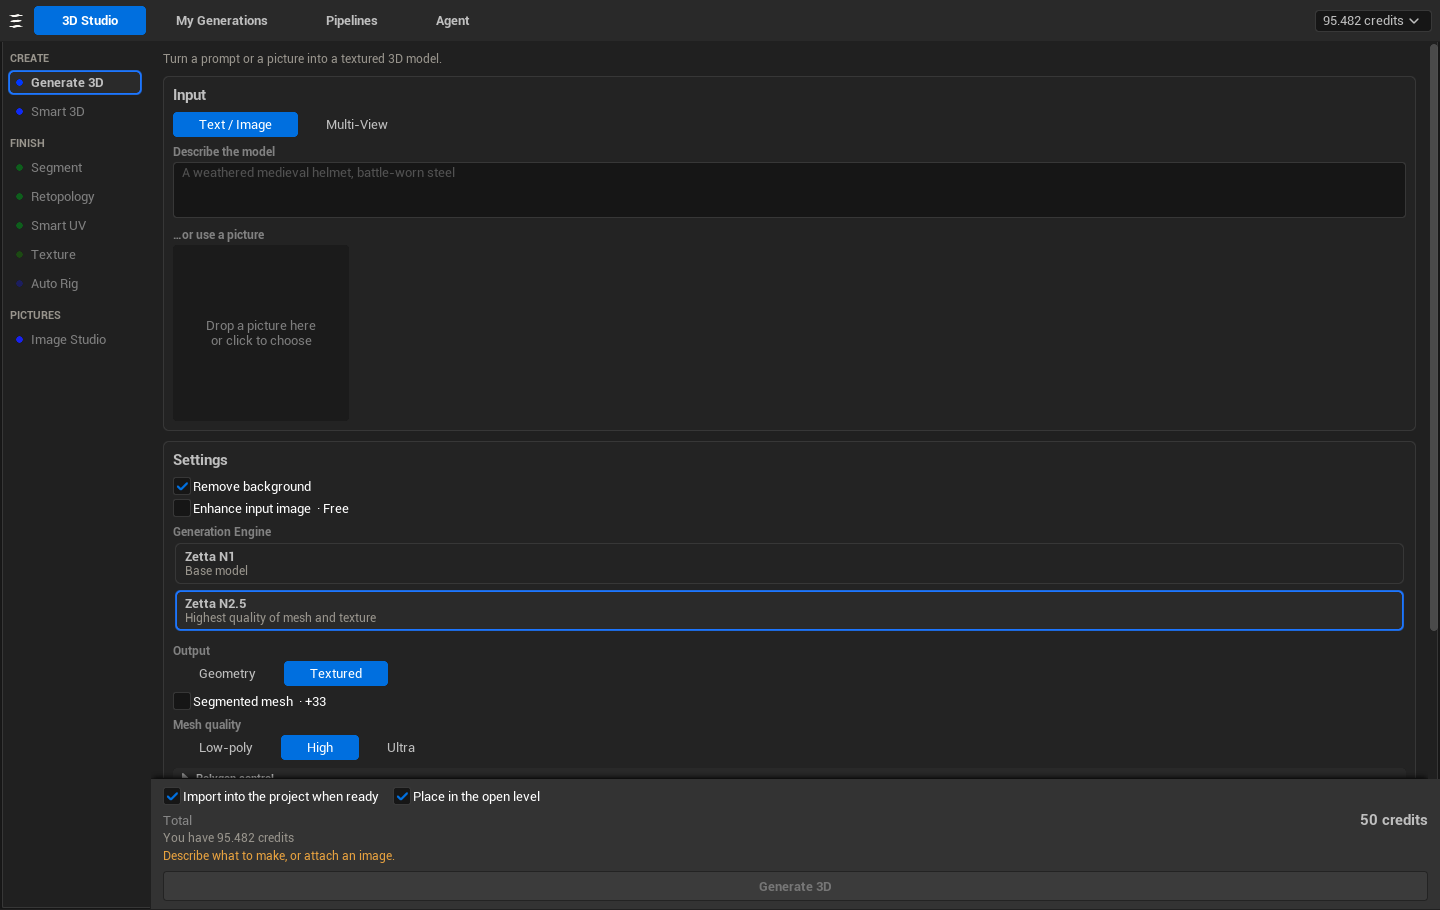 3D Studio
My Generations
Pipelines
Agent
95.482 credits
CREATE
Generate 3D
Smart 3D
FINISH
Segment
Retopology
Smart UV
Texture
Auto Rig
PICTURES
Image Studio
Turn a prompt or a picture into a textured 3D model.
Input
Text / Image
Multi-View
Describe the model
A weathered medieval helmet, battle-worn steel
...or use a picture
Drop a picture here
or click to choose
Settings
Remove background
Enhance input image · Free
Generation Engine
Zetta N1
Base model
Zetta N2.5
Highest quality of mesh and texture
Output
Geometry
Textured
Segmented mesh · +33
Mesh quality
Low-poly
High
Ultra
Polygon control
Import into the project when ready
Place in the open level
Total
50 credits
You have 95.482 credits
Describe what to make, or attach an image.
Generate 3D